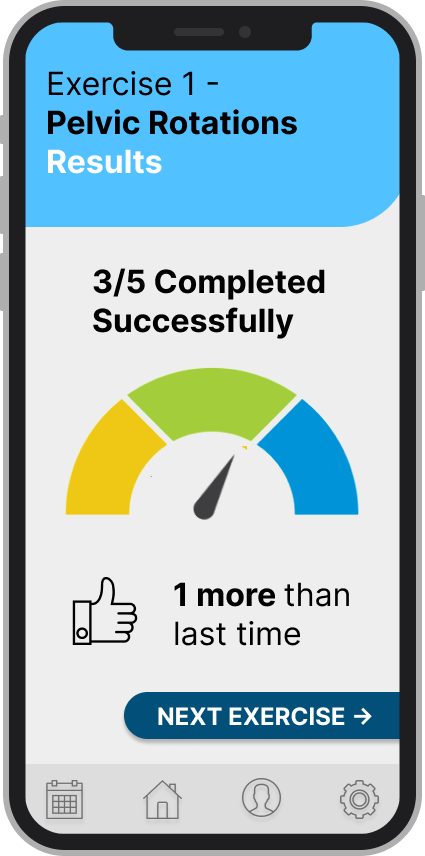 Exercise 1 -
Pelvic Rotations
Results
3/5 Completed
Successfully
1 more than
last time
NEXT EXERCISE →